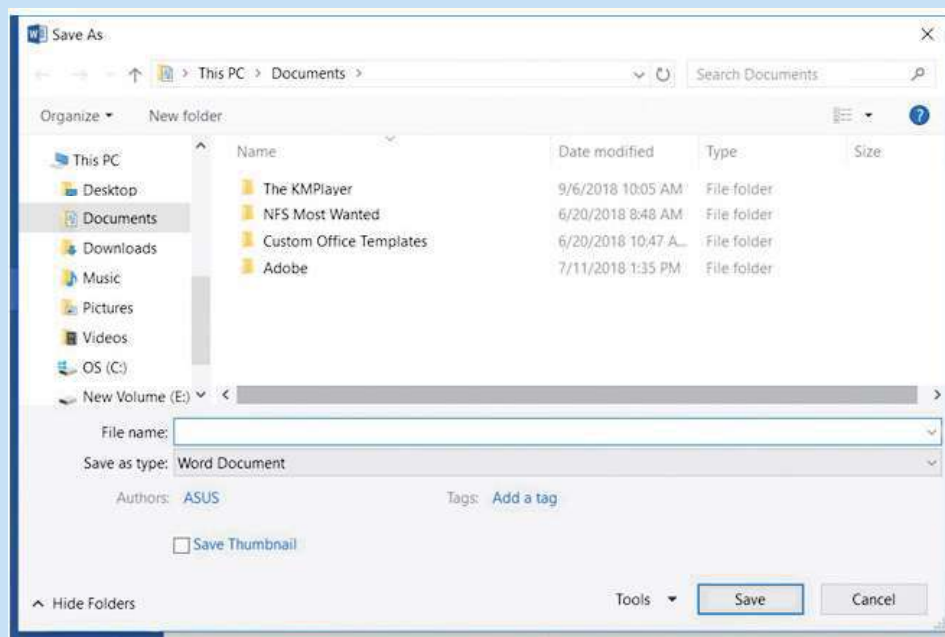 Save As
This PC > Documents >
Search Documents
Organize
New folder
?
This PC
Desktop
Documents
Downloads
Music
Pictures
Videos
OS (C:)
New Volume (E:)
Name Date modified Type Size
The KMPlayer 9/6/2018 10:05 AM File folder
NFS Most Wanted 6/20/2018 8:48 AM File folder
Custom Office Templates 6/20/2018 10:47 A... File folder
Adobe 7/11/2018 1:35 PM File folder
File name:
Save as type: Word Document
Authors: ASUS Tags: Add a tag
Save Thumbnail
Hide Folders Tools Save Cancel